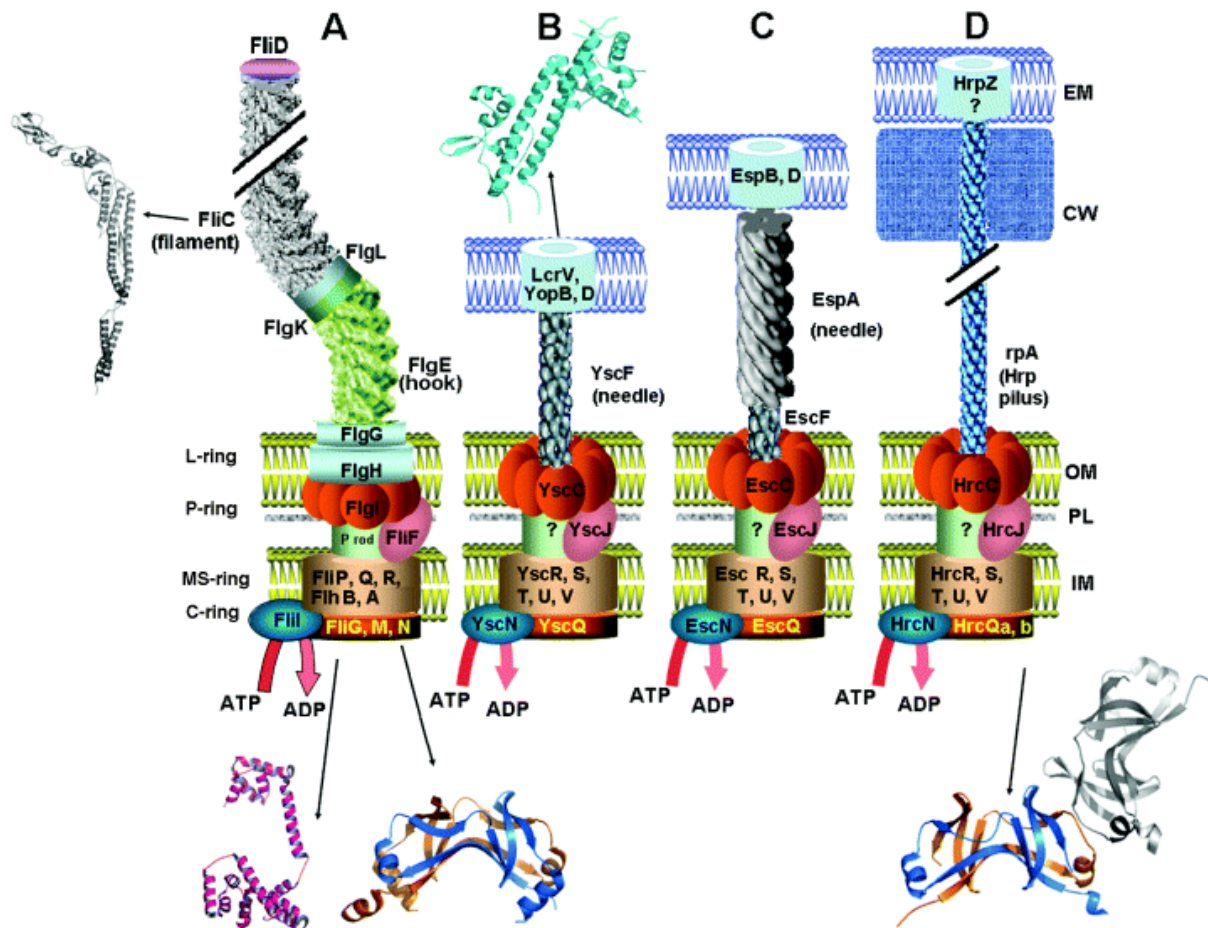 A
B
C
D
FliD
HrpZ
?
EM
EspB, D
CW
FliC
(filament)
FlgL
LcrV,
YopB, D
FlgK
EspA
(needle)
FlgE
(hook)
YscF
(needle)
rpA
(Hrp
pilus)
EscF
FlgG
L-ring
FlgH
YscC
EscC
HrcC
OM
P-ring
FlgI
P rod
FliF
?
YscJ
?
EscJ
?
HrcJ
PL
MS-ring
FliP, Q, R,
Flh B, A
YscR, S,
T, U, V
Esc R, S,
T, U, V
HrcR, S,
T, U, V
IM
C-ring
FliI
FliG, M, N
YscN
YscQ
EscN
EscQ
HrcN
HrcQa, b
ATP
ADP
ATP
ADP
ATP
ADP
ATP
ADP